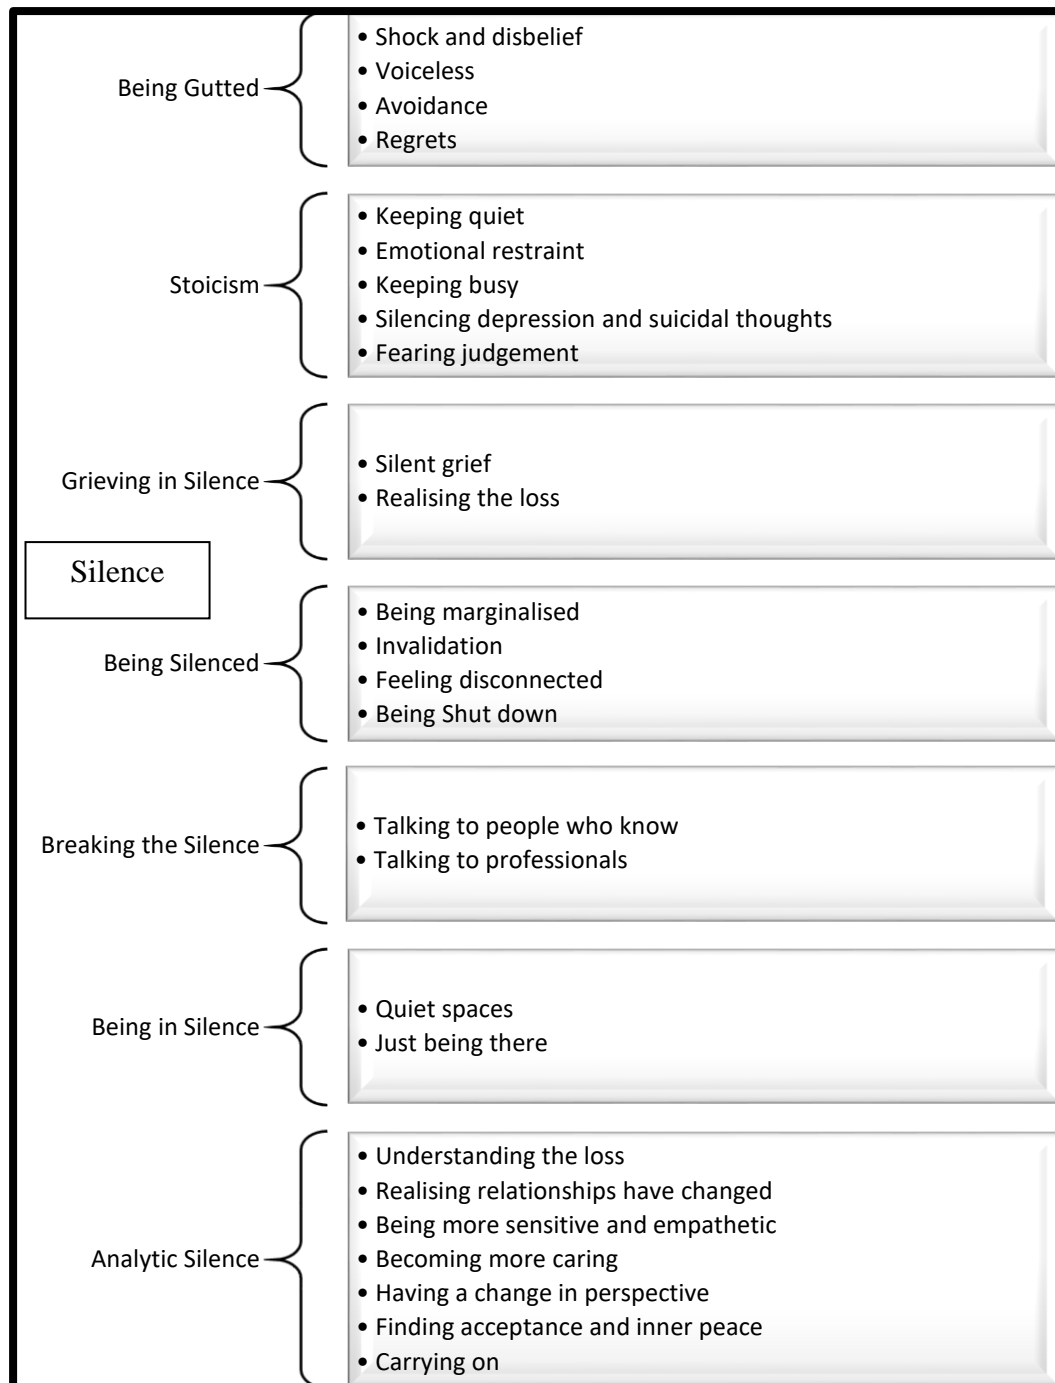 Being Gutted
• Shock and disbelief
• Voiceless
• Avoidance
• Regrets
Stoicism
• Keeping quiet
• Emotional restraint
• Keeping busy
• Silencing depression and suicidal thoughts
• Fearing judgement
Grieving in Silence
• Silent grief
• Realising the loss
Silence
Being Silenced
• Being marginalised
• Invalidation
• Feeling disconnected
• Being Shut down
Breaking the Silence
• Talking to people who know
• Talking to professionals
Being in Silence
• Quiet spaces
• Just being there
Analytic Silence
• Understanding the loss
• Realising relationships have changed
• Being more sensitive and empathetic
• Becoming more caring
• Having a change in perspective
• Finding acceptance and inner peace
• Carrying on